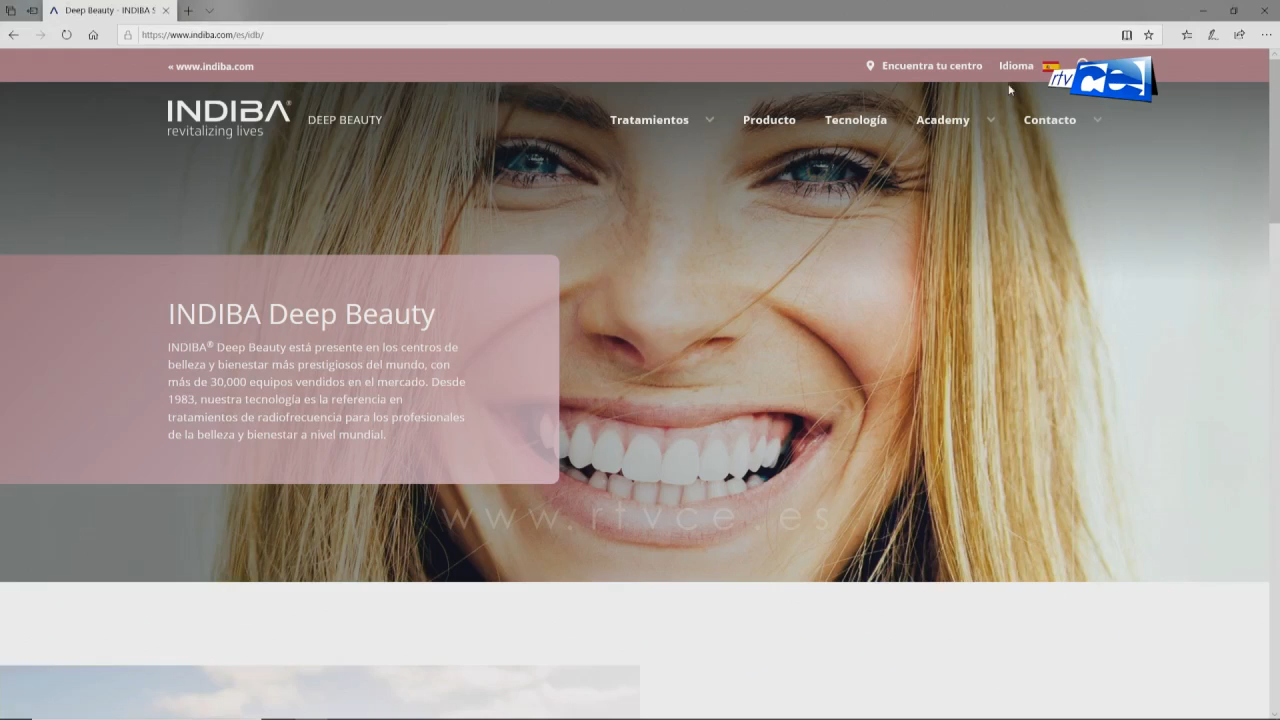 Deep Beauty - INDIBA S
https://www.indiba.com/es/idb/
« www.indiba.com
Encuentra tu centro
Idioma
rtv ce
INDIBA®
revitalizing lives
DEEP BEAUTY
Tratamientos
Producto
Tecnología
Academy
Contacto
INDIBA Deep Beauty
INDIBA® Deep Beauty está presente en los centros de
belleza y bienestar más prestigiosos del mundo, con
más de 30,000 equipos vendidos en el mercado. Desde
1983, nuestra tecnología es la referencia en
tratamientos de radiofrecuencia para los profesionales
de la belleza y bienestar a nivel mundial.
www.rtvce.es